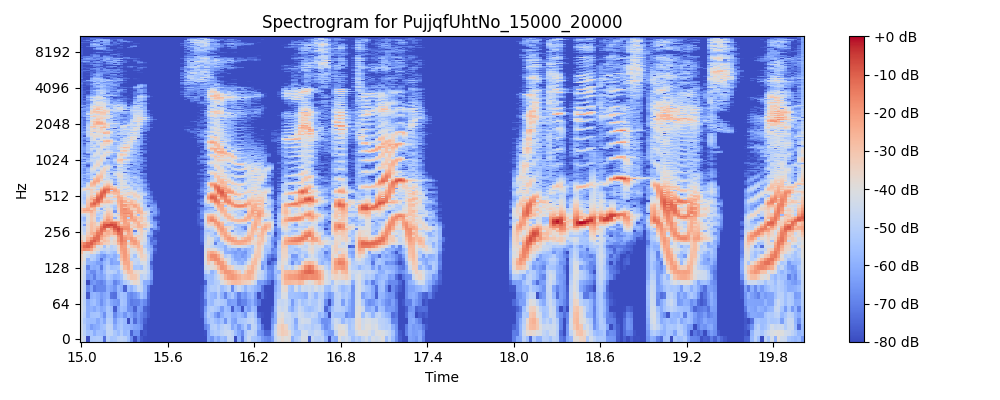 Spectrogram for PujjqfUhtNo_15000_20000
8192
4096
2048
1024
512
256
128
64
0
Hz
15.0 15.6 16.2 16.8 17.4 18.0 18.6 19.2 19.8
Time
+0 dB
-10 dB
-20 dB
-30 dB
-40 dB
-50 dB
-60 dB
-70 dB
-80 dB